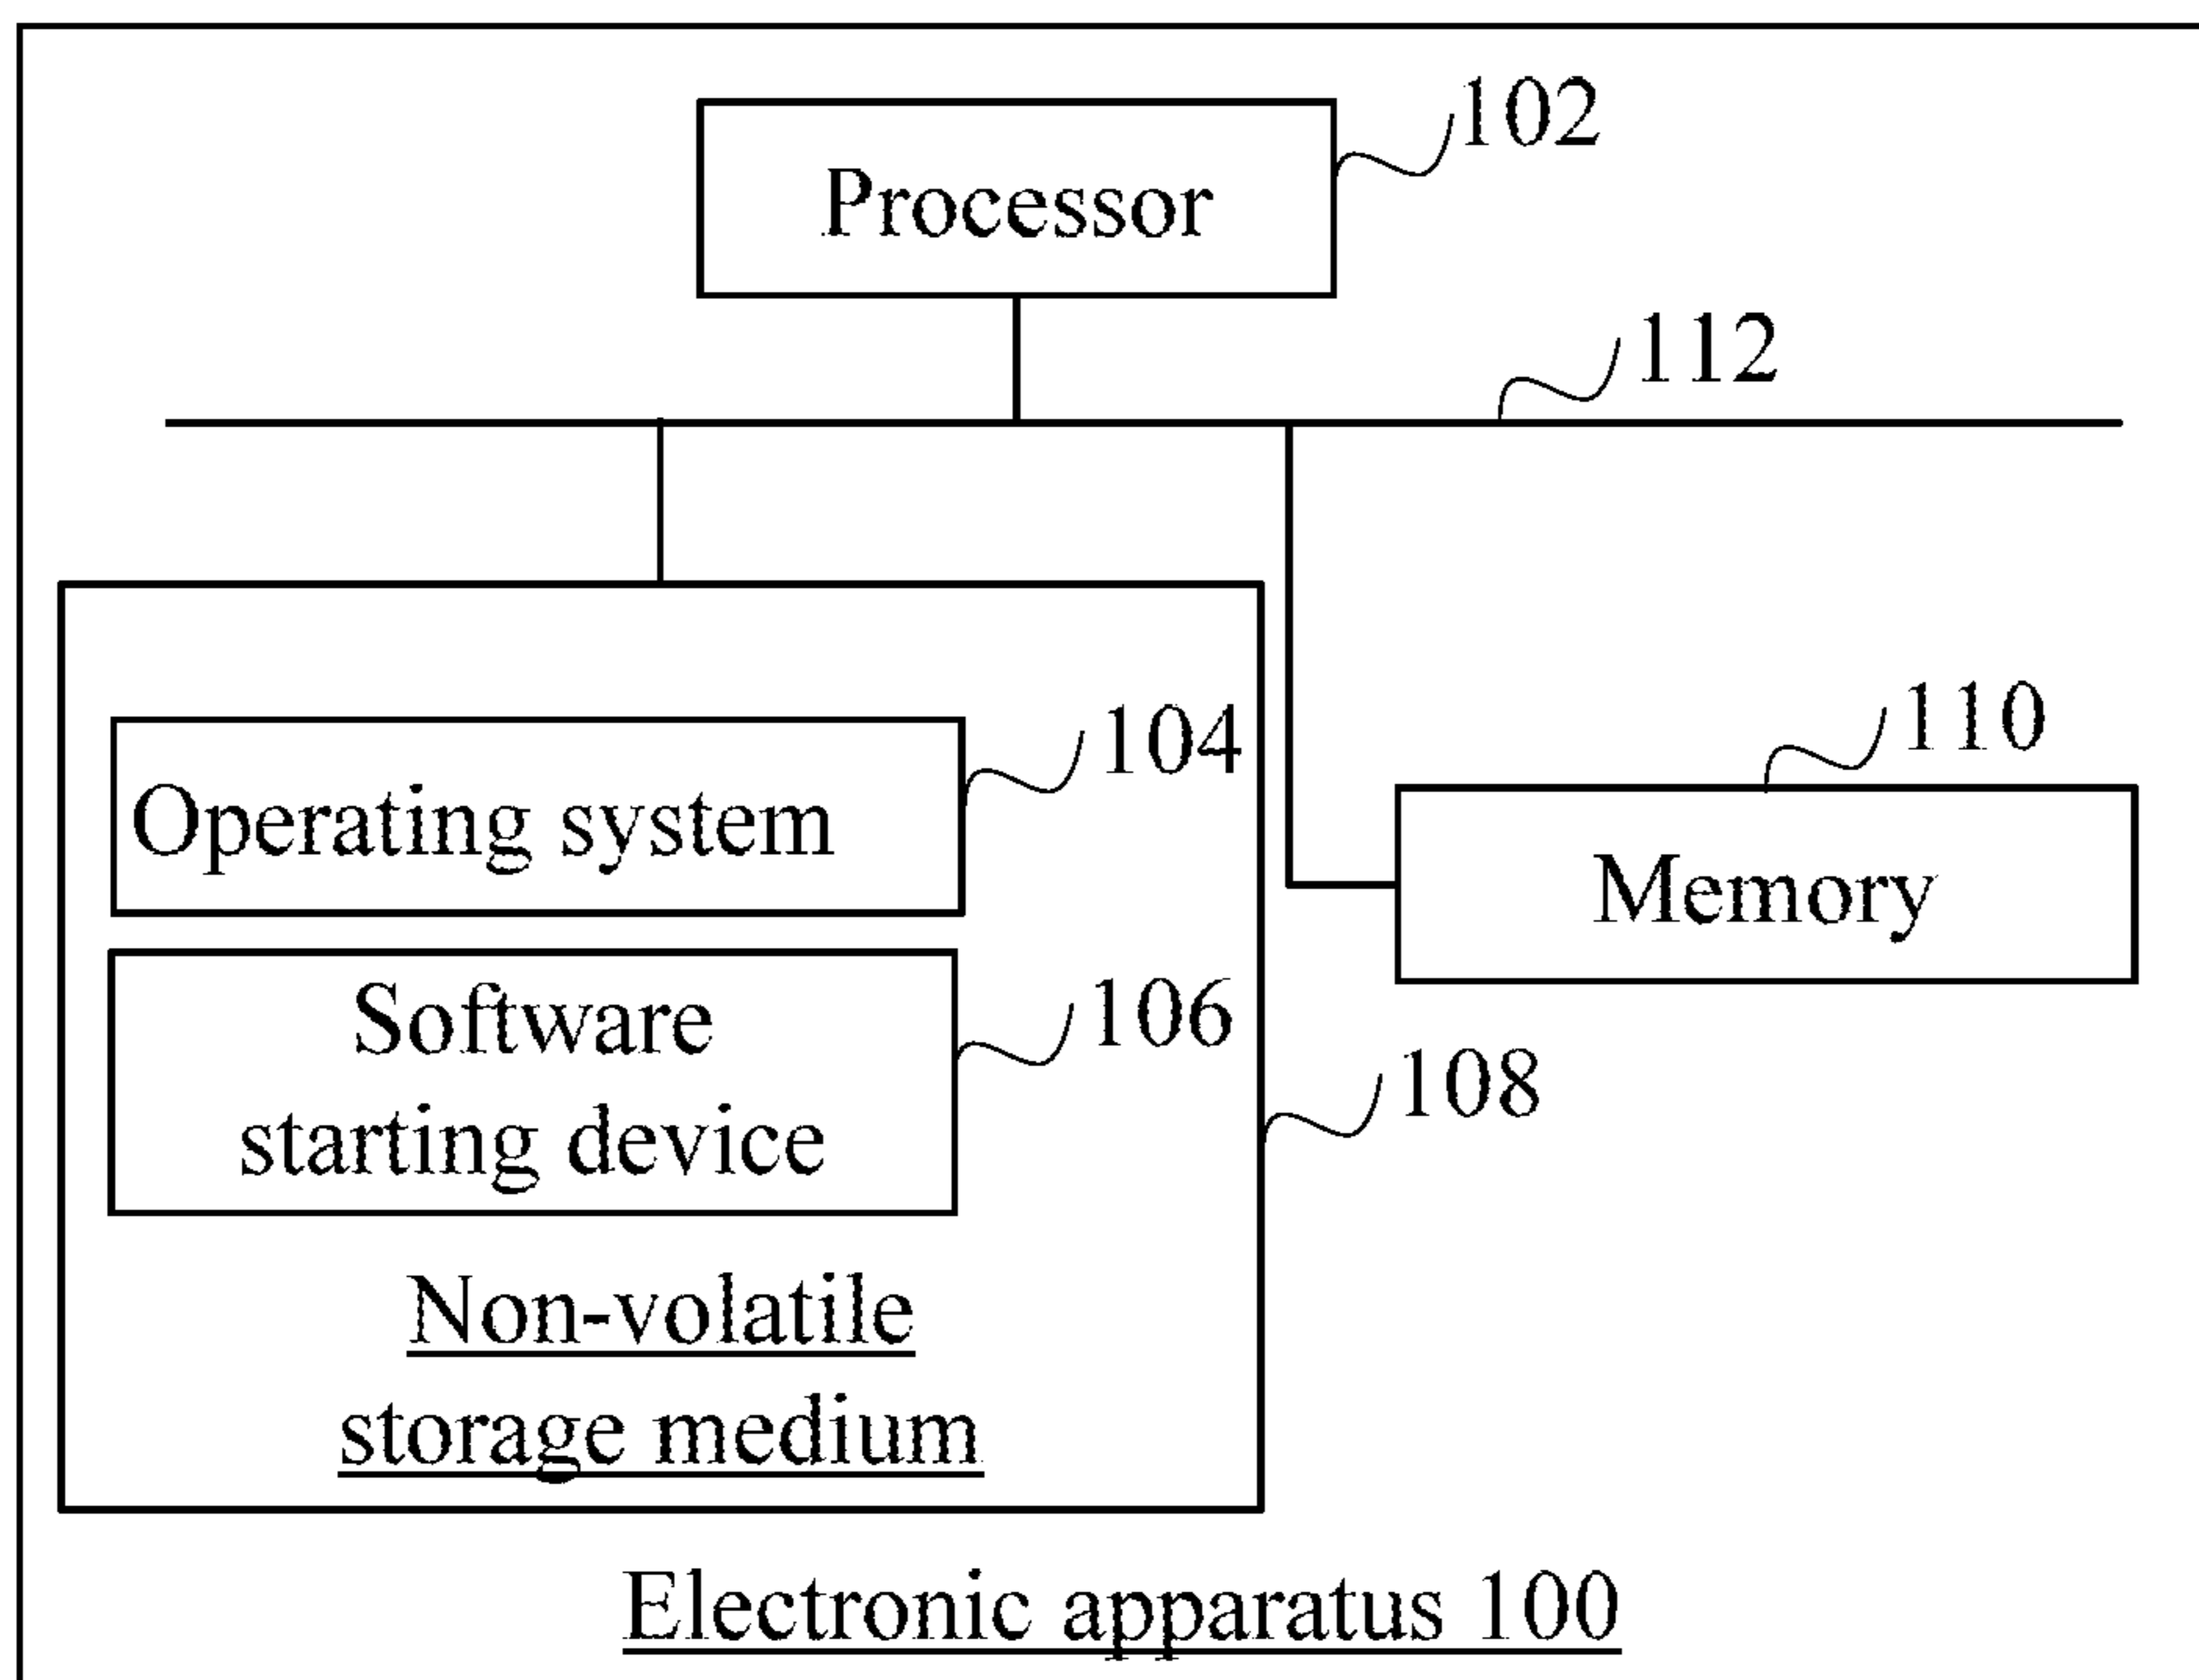 102
Processor
112
104
Operating system
110
Memory
Software
starting device
106
108
Non-volatile
storage medium
Electronic apparatus 100